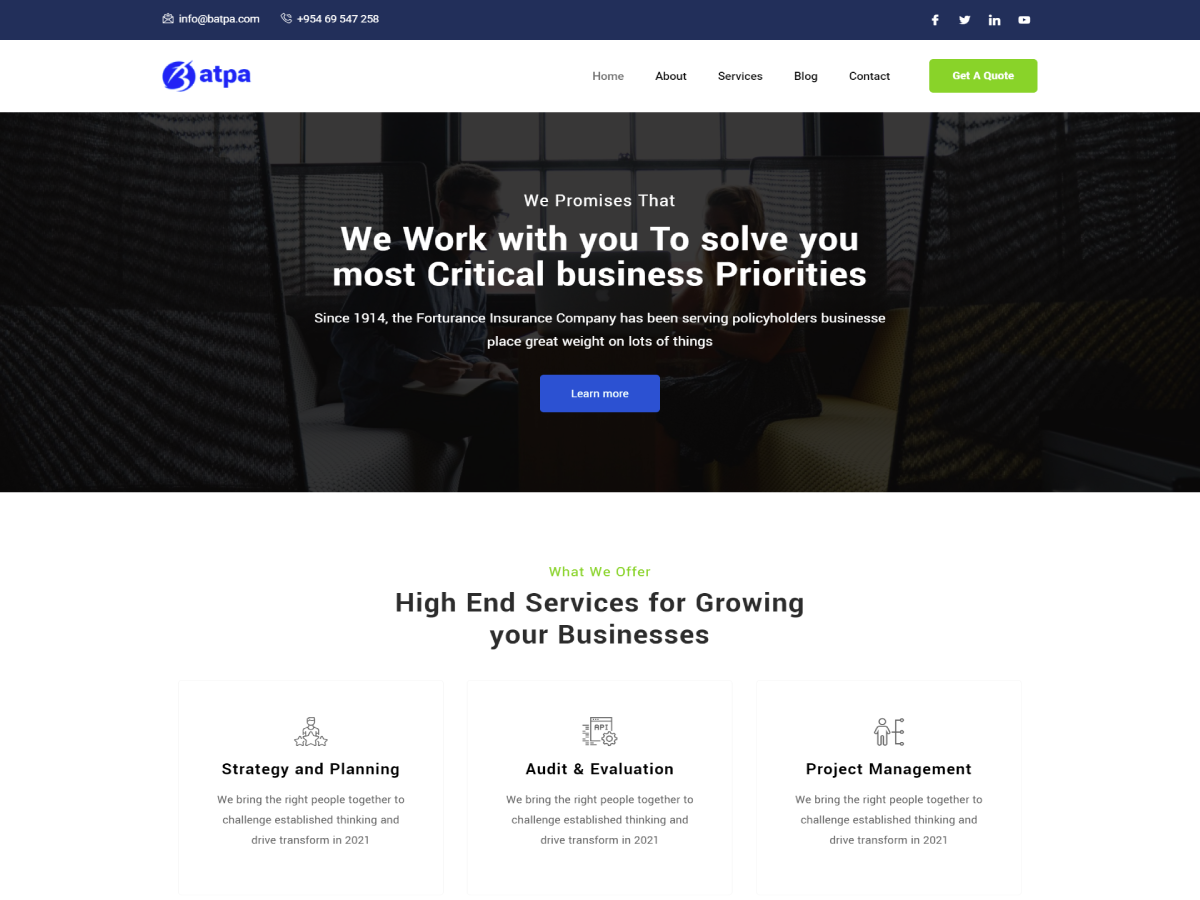 info@batpa.com +954 69 547 258
atpa
Home About Services Blog Contact Get A Quote
We Promises That
We Work with you To solve you
most Critical business Priorities
Since 1914, the Forturance Insurance Company has been serving policyholders businesse
place great weight on lots of things
Learn more
What We Offer
High End Services for Growing
your Businesses
API
Strategy and Planning
We bring the right people together to
challenge established thinking and
drive transform in 2021
Audit & Evaluation
We bring the right people together to
challenge established thinking and
drive transform in 2021
Project Management
We bring the right people together to
challenge established thinking and
drive transform in 2021